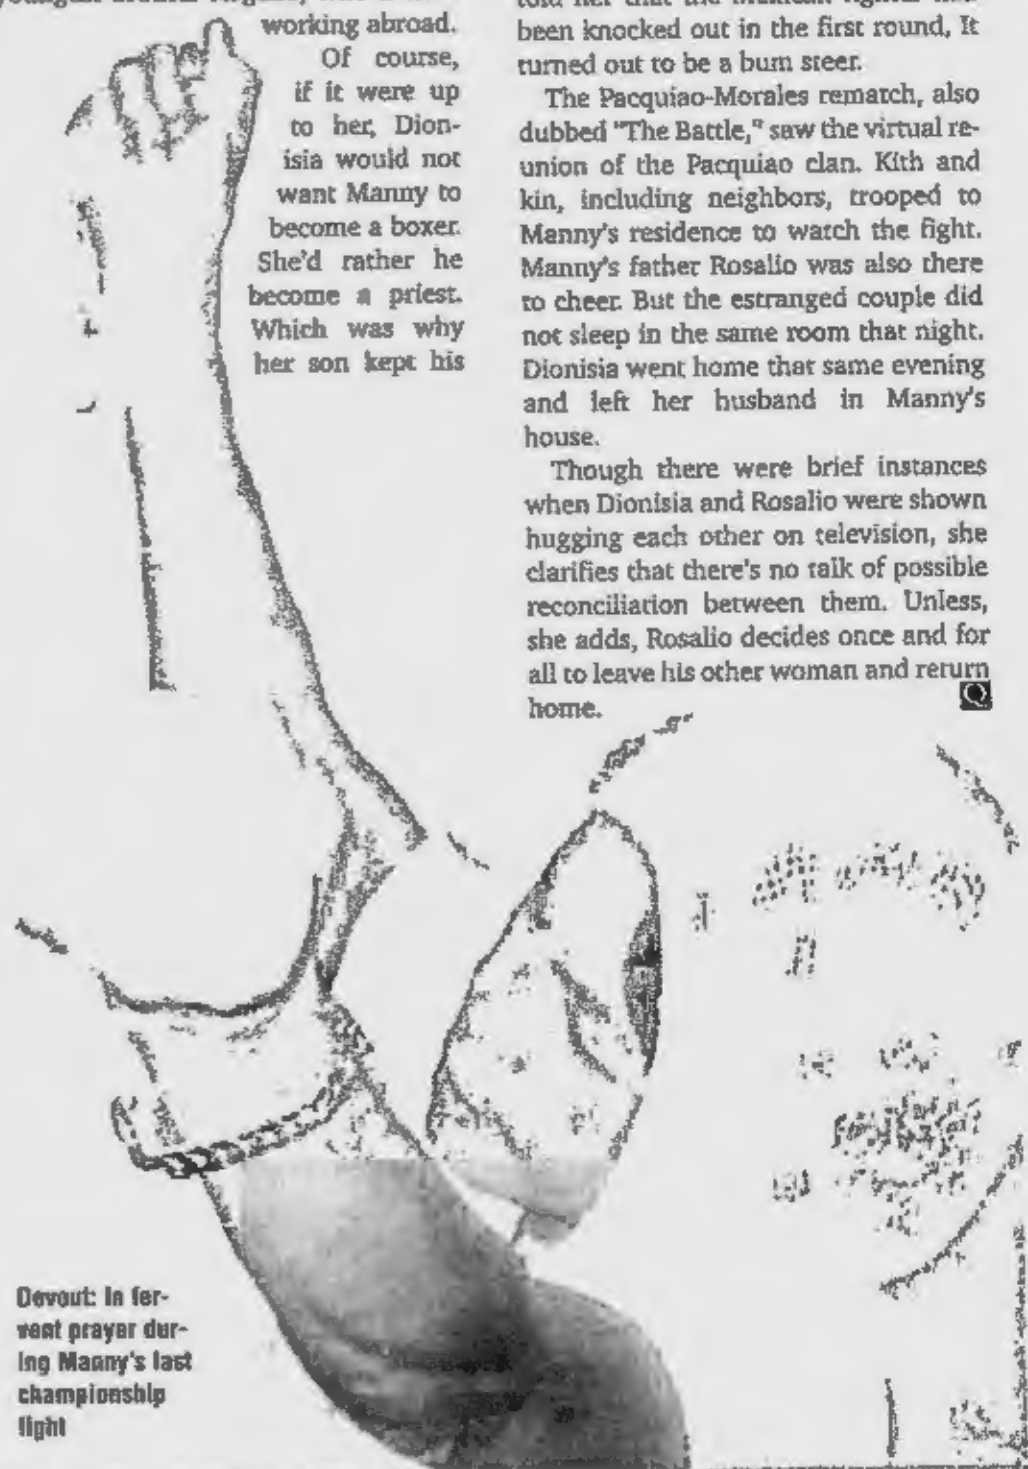 working abroad.
Of course,
if it were up
to her, Dion-
isia would not
want Manny to
become a boxer.
She'd rather he
become a priest.
Which was why
her son kept his
been knocked out in the first round, It
turned out to be a bum steer.
The Pacquiao-Morales rematch, also
dubbed "The Battle," saw the virtual re-
union of the Pacquiao clan. Kith and
kin, including neighbors, trooped to
Manny's residence to watch the fight.
Manny's father Rosalio was also there
to cheer. But the estranged couple did
not sleep in the same room that night.
Dionisia went home that same evening
and left her husband in Manny's
house.
Though there were brief instances
when Dionisia and Rosalio were shown
hugging each other on television, she
clarifies that there's no talk of possible
reconciliation between them. Unless,
she adds, Rosalio decides once and for
all to leave his other woman and return
home. Q
Devout: In fer-
vent prayer dur-
ing Manny's last
championship
fight